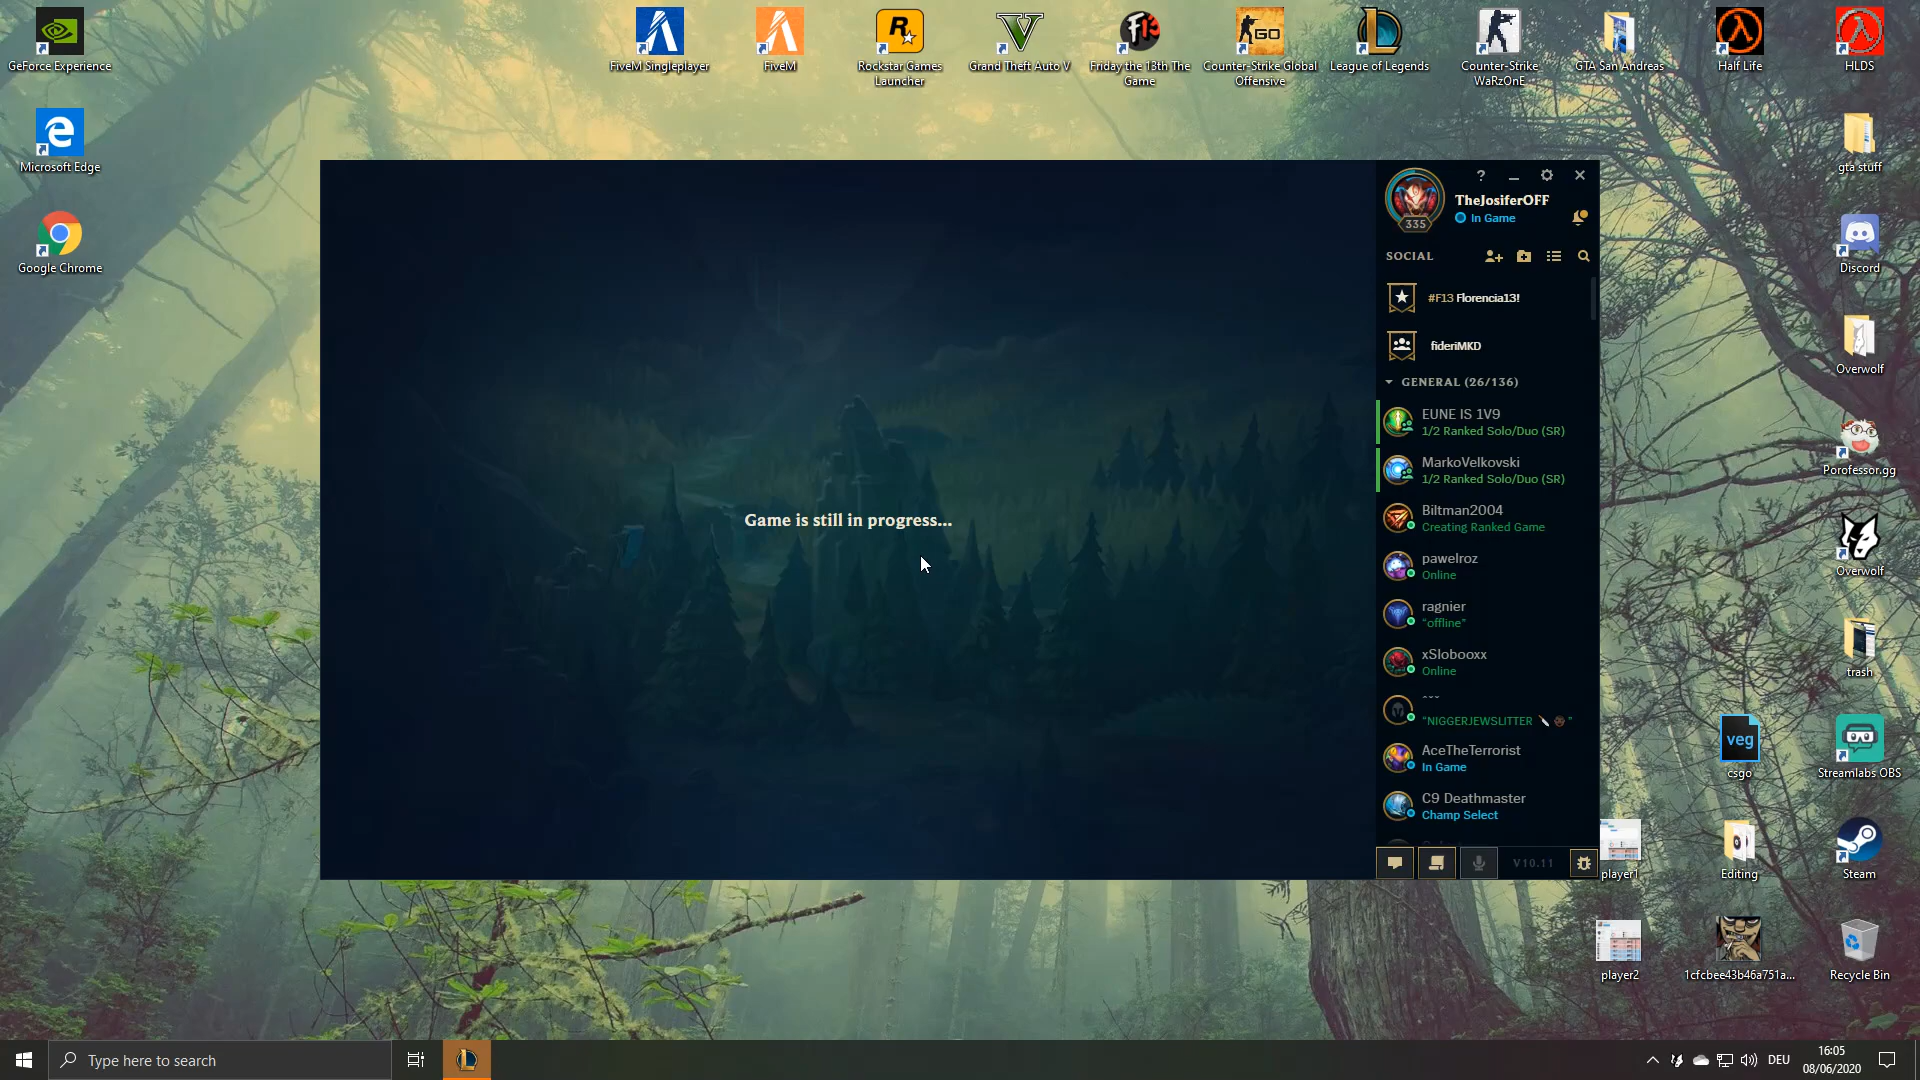 GeForce Experience
FiveM Singleplayer
FiveM
Rockstar Games
Launcher
Grand Theft Auto V
Friday the 13th The
Game
Counter-Strike Global
Offensive
League of Legends
Counter-Strike
WaRzOnE
GTA San Andreas
Half Life
HLDS
Microsoft Edge
gta stuff
Google Chrome
Discord
Overwolf
Porofessor.gg
Overwolf
trash
veg
csgo
Streamlabs OBS
player1
Editing
Steam
player2
1cfcbee43b46a751a...
Recycle Bin
Game is still in progress...
335
TheJosiferOFF
In Game
SOCIAL
#F13 Florencia13!
fideriMKD
GENERAL (26/136)
EUNE IS 1V9
1/2 Ranked Solo/Duo (SR)
MarkoVelkovski
1/2 Ranked Solo/Duo (SR)
Biltman2004
Creating Ranked Game
pawelroz
Online
ragnier
"offline"
xSlobooxx
Online
"NIGGERJEWSLITTER 🔪 "
AceTheTerrorist
In Game
C9 Deathmaster
Champ Select
V10.11
Type here to search
DEU
16:05
08/06/2020